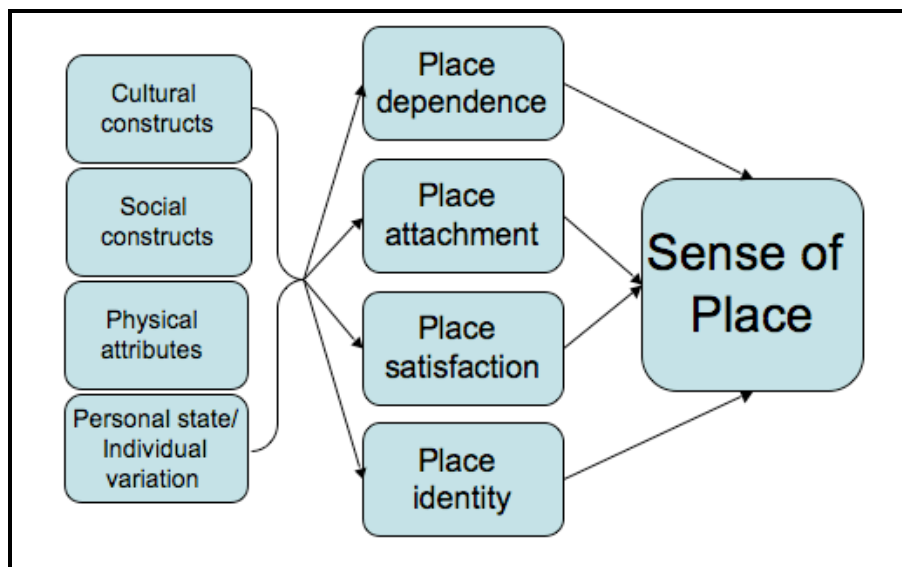 Cultural
constructs
Social
constructs
Physical
attributes
Personal state/
Individual
variation
Place
dependence
Place
attachment
Place
satisfaction
Place
identity
Sense of
Place